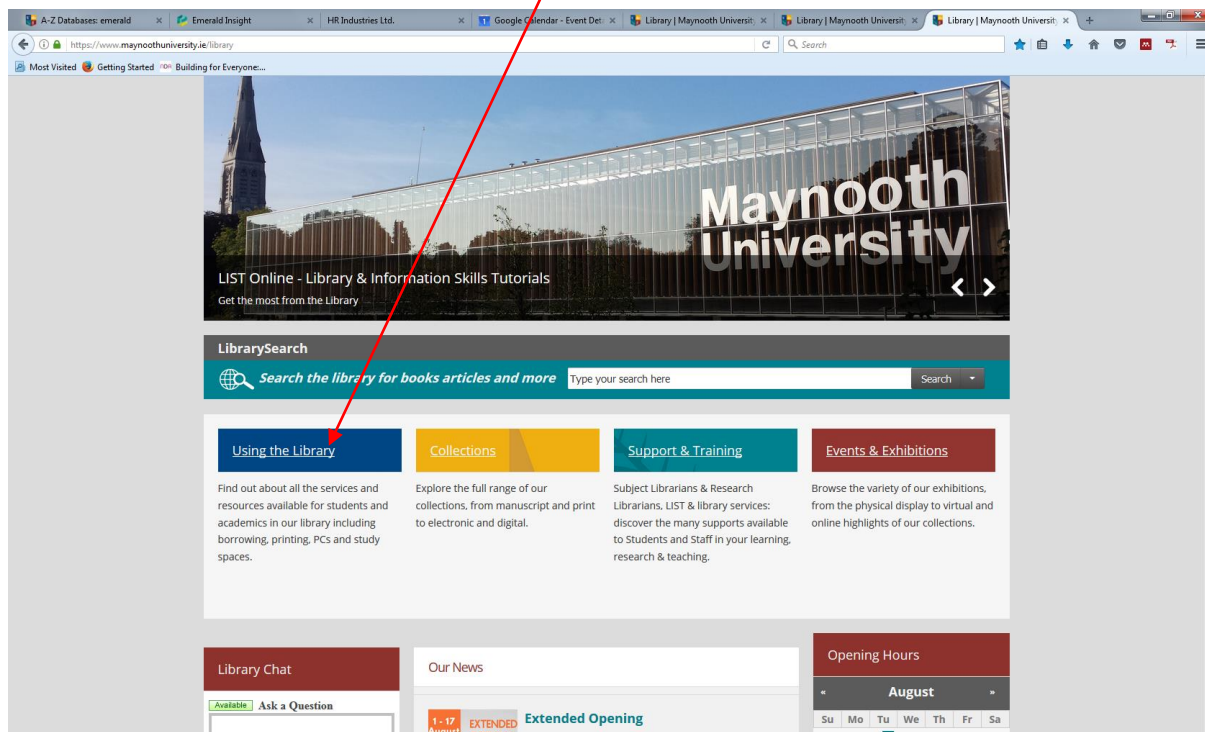 A-Z Databases: emerald
Emerald Insight
HR Industries Ltd.
Google Calendar - Event Det
Library | Maynooth Universit
Library | Maynooth Universit
Library | Maynooth Universit
https://www.maynoothuniversity.ie/library
Search
Most Visited
Getting Started
Building for Everyone:...
Maynooth
University
LIST Online - Library & Information Skills Tutorials
Get the most from the Library
LibrarySearch
Search the library for books articles and more
Type your search here
Search
Using the Library
Find out about all the services and
resources available for students and
academics in our library including
borrowing, printing, PCs and study
spaces.
Collections
Explore the full range of our
collections, from manuscript and print
to electronic and digital.
Support & Training
Subject Librarians & Research
Librarians, LIST & library services:
discover the many supports available
to Students and Staff in your learning,
research & teaching.
Events & Exhibitions
Browse the variety of our exhibitions,
from the physical display to virtual and
online highlights of our collections.
Library Chat
Available Ask a Question
Our News
1 - 17
August
EXTENDED
Extended Opening
Opening Hours
« August »
Su Mo Tu We Th Fr Sa